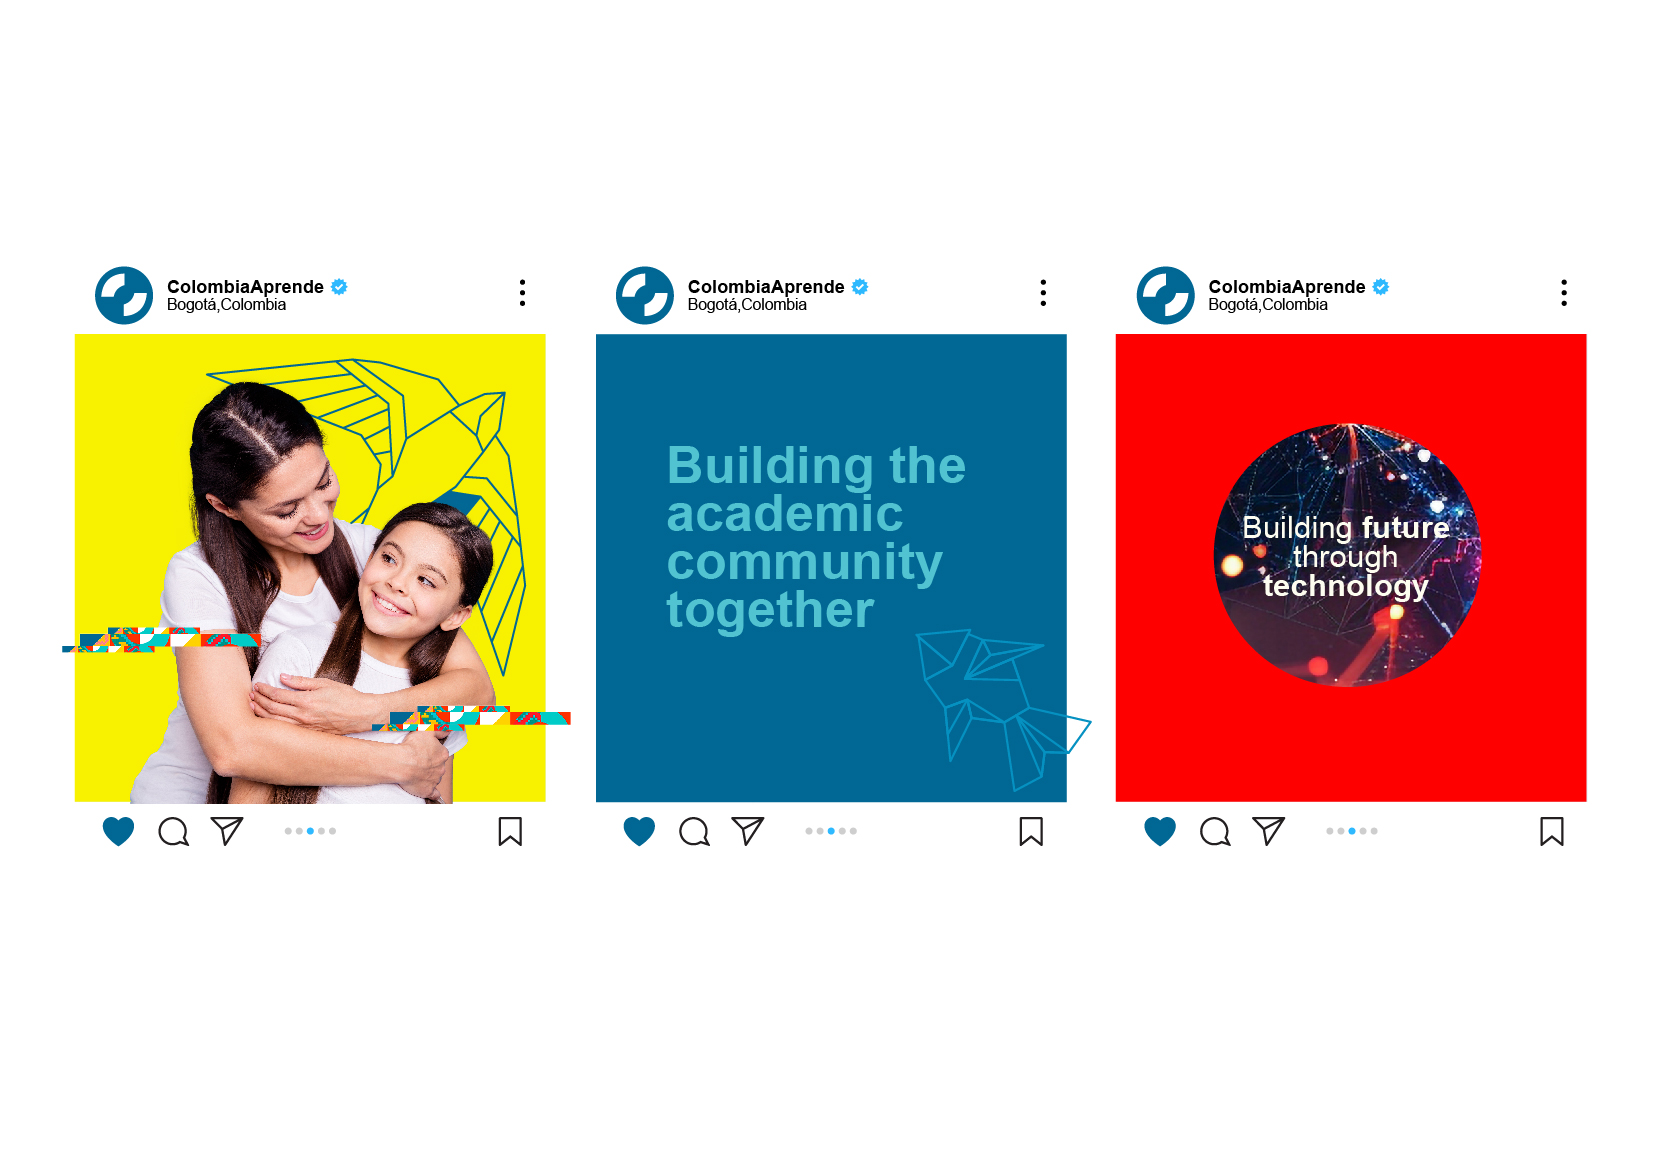 ColombiaAprende
Bogotá,Colombia
ColombiaAprende
Bogotá,Colombia
Building the
academic
community
together
ColombiaAprende
Bogotá,Colombia
Building future
through
technology